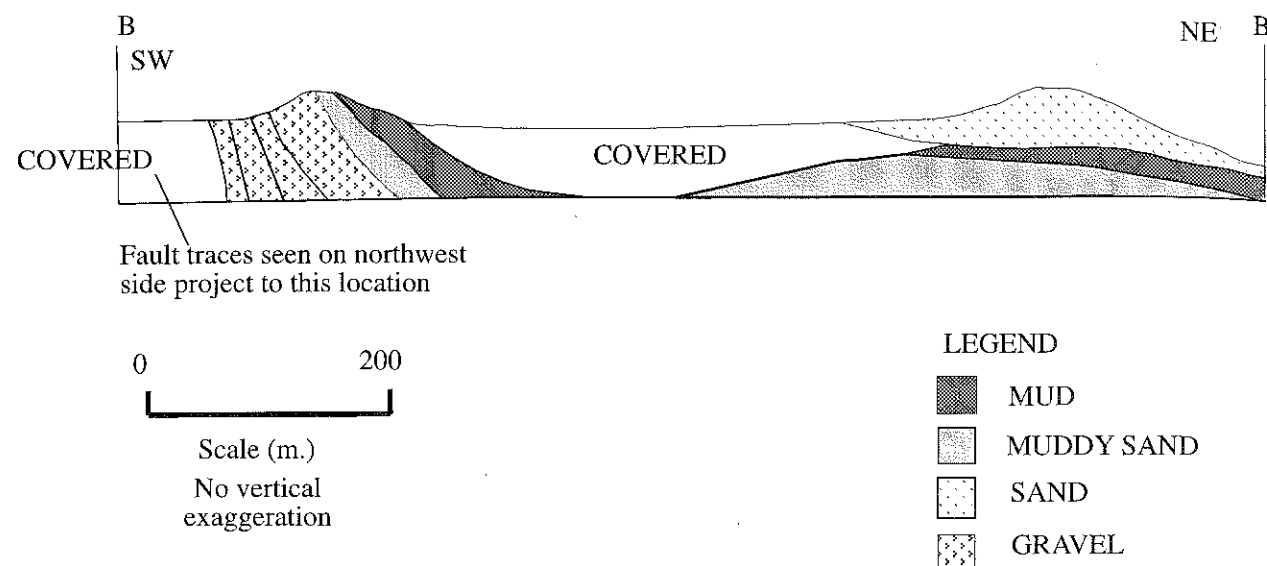 B
SW
NE
B
COVERED
COVERED
Fault traces seen on northwest
side project to this location
0 200
Scale (m.)
No vertical
exaggeration
LEGEND
MUD
MUDDY SAND
SAND
GRAVEL